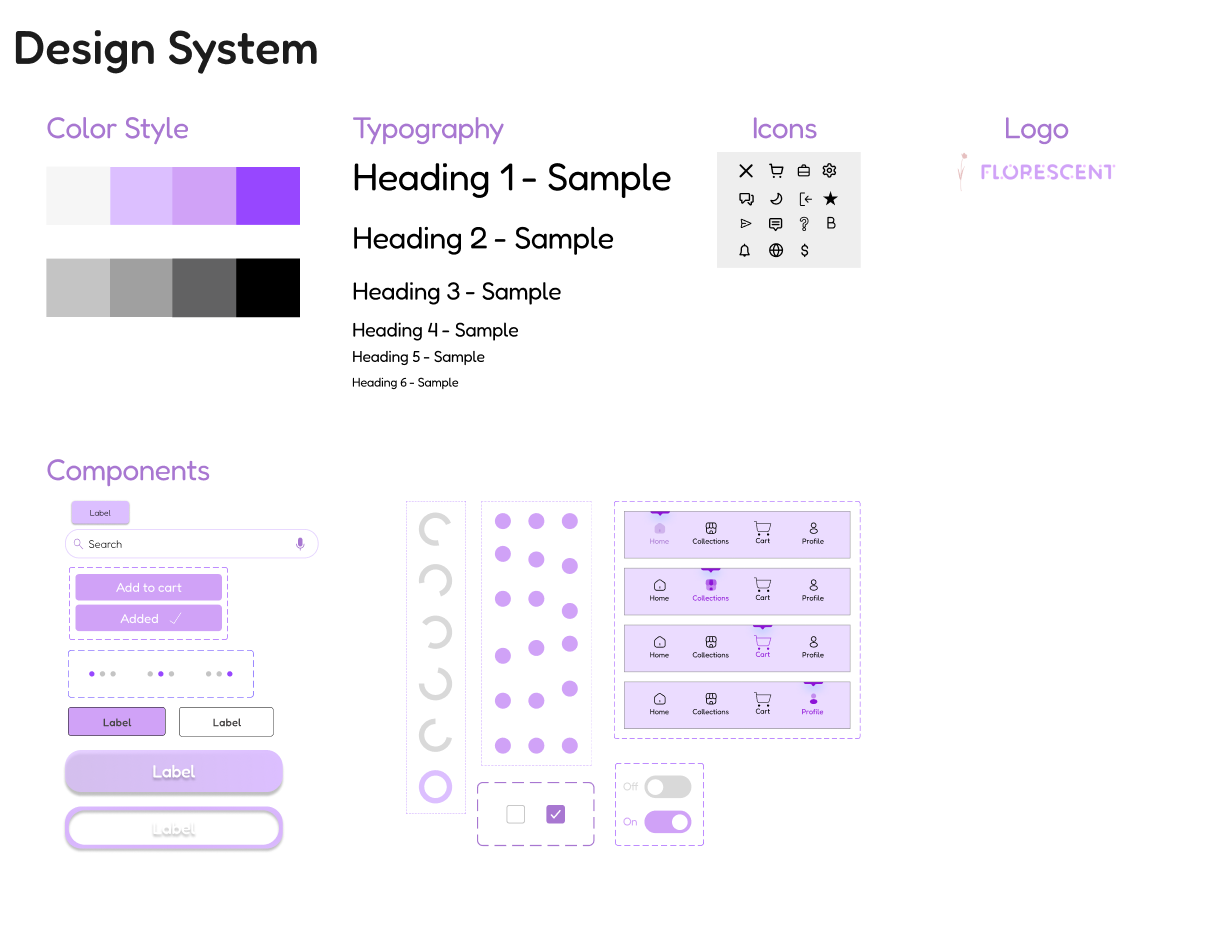 Design System
Color Style
Typography
Icons
Logo
Heading 1 - Sample
FLORESCENT
Heading 2 - Sample
Heading 3 - Sample
Heading 4 - Sample
Heading 5 - Sample
Heading 6 - Sample
Components
Label
Search
Add to cart
Added
Label
Label
Label
Label
Home Collections Cart Profile
Home Collections Cart Profile
Home Collections Cart Profile
Home Collections Cart Profile
Off
On